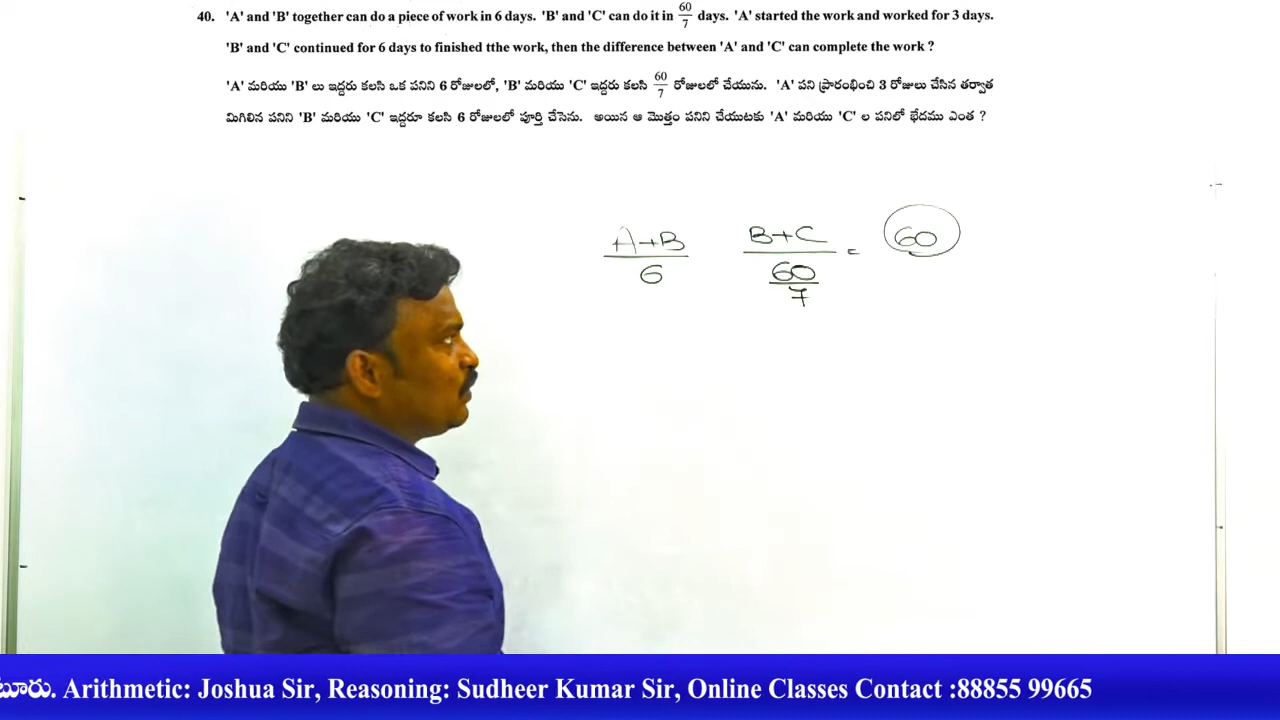 40. 'A' and 'B' together can do a piece of work in 6 days. 'B' and 'C' can do it in 60/7 days. 'A' started the work and worked for 3 days.
'B' and 'C' continued for 6 days to finished tthe work, then the difference between 'A' and 'C' can complete the work ?
'A' మరియు 'B' లు ఇద్దరు కలసి ఒక పనిని 6 రోజులలో, 'B' మరియు 'C' ఇద్దరు కలసి 60/7 రోజులలో చేయును. 'A' పని ప్రారంభించి 3 రోజులు చేసిన తర్వాత
మిగిలిన పనిని 'B' మరియు 'C' ఇద్దరూ కలసి 6 రోజులలో పూర్తి చేసెను. అయిన ఆ మొత్తం పనిని చేయుటకు 'A' మరియు 'C' ల పనిలో భేదము ఎంత ?
A+B/6 B+C/60/7 = 60
టూరు. Arithmetic: Joshua Sir, Reasoning: Sudheer Kumar Sir, Online Classes Contact :88855 99665